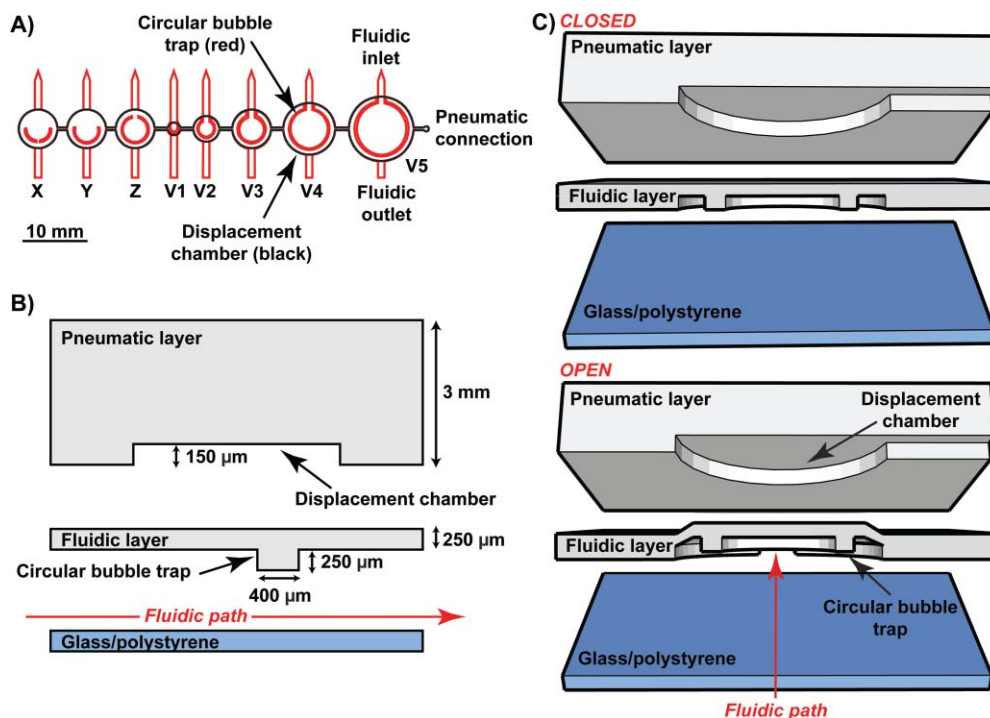 A)
Circular bubble
trap (red)
Fluidic
inlet
Pneumatic
connection
X
Y
Z
V1
V2
V3
V4
V5
Fluidic
outlet
10 mm
Displacement
chamber (black)
B)
Pneumatic layer
3 mm
150 µm
Displacement chamber
Fluidic layer
250 µm
Circular bubble trap
250 µm
400 µm
Fluidic path
Glass/polystyrene
C)
CLOSED
Pneumatic layer
Fluidic layer
Glass/polystyrene
OPEN
Pneumatic layer
Displacement
chamber
Fluidic layer
Circular bubble
trap
Glass/polystyrene
Fluidic path